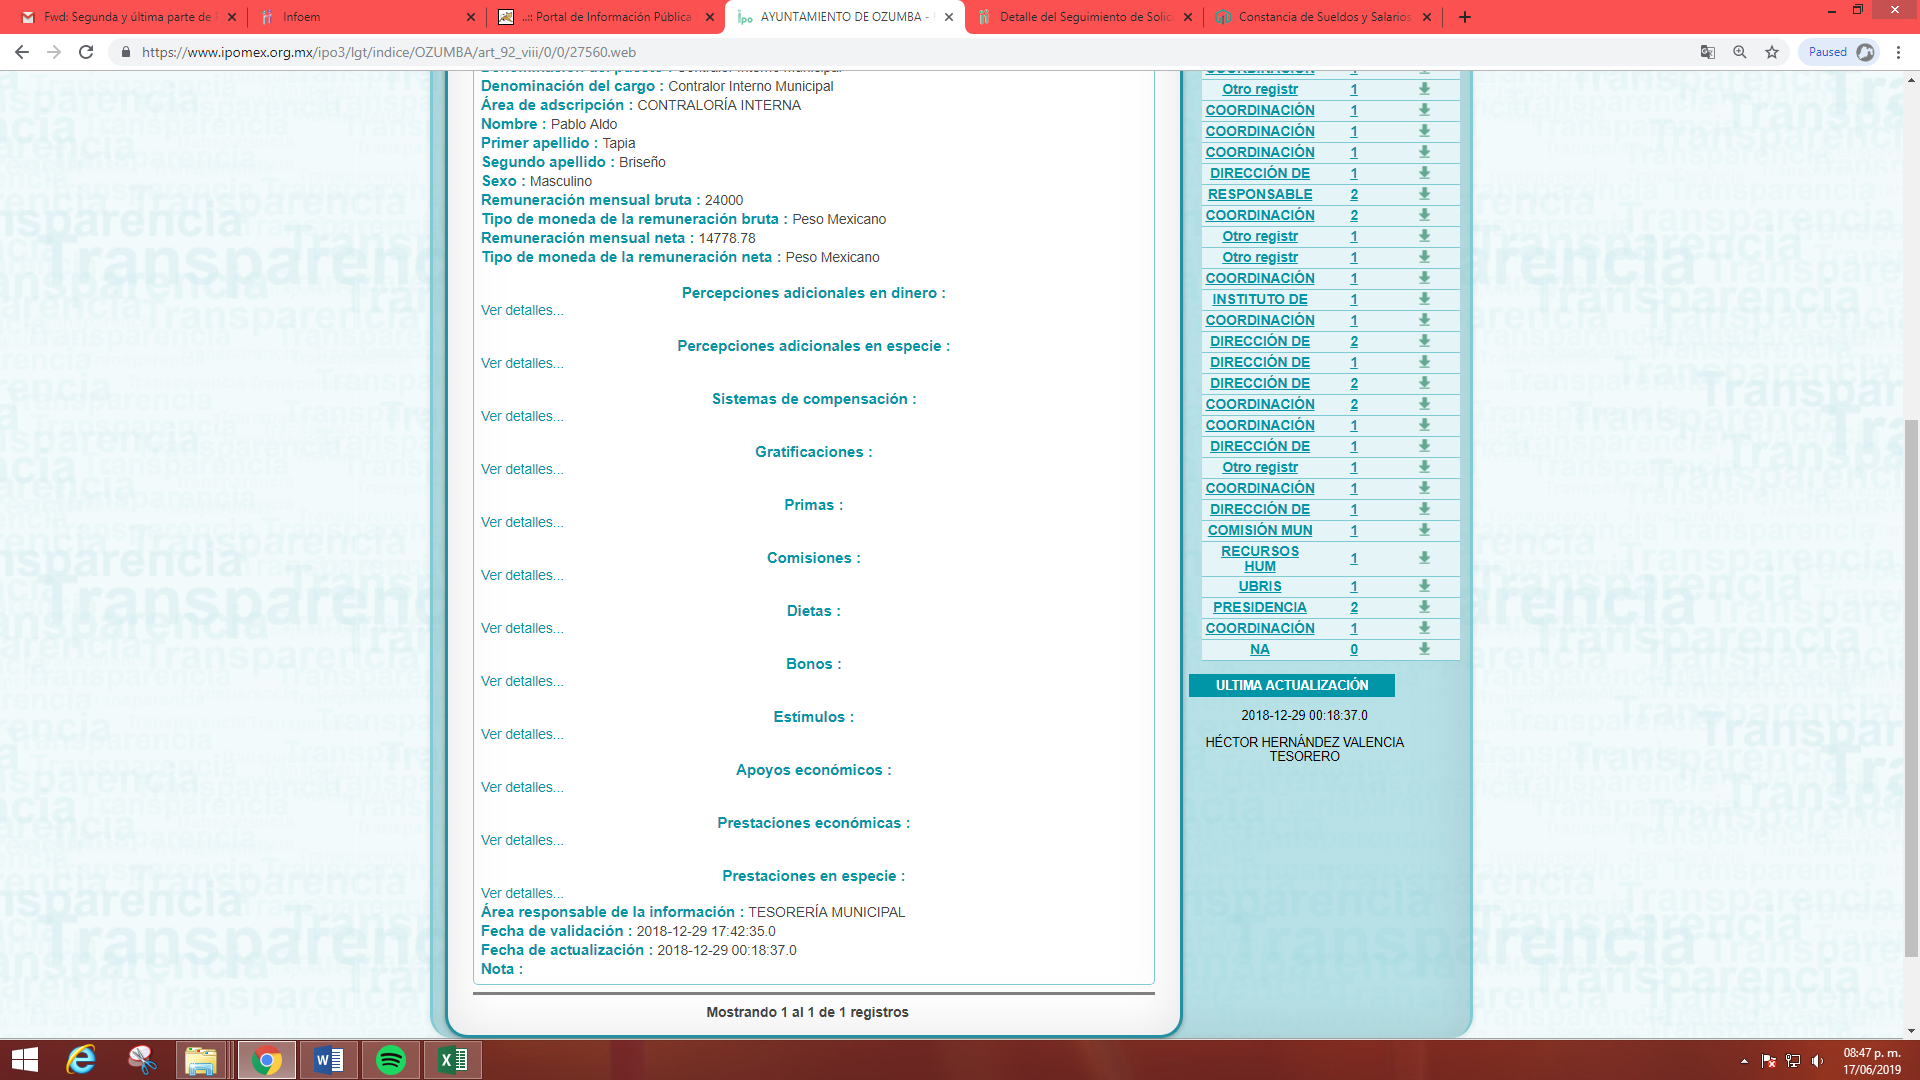 Fwd: Segunda y última parte de
Infoem
..:: Portal de Información Pública
AYUNTAMIENTO DE OZUMBA -
Detalle del Seguimiento de Solic
Constancia de Sueldos y Salarios
https://www.ipomex.org.mx/ipo3/lgt/indice/OZUMBA/art_92_viii/0/0/27560.web
Paused
Denominación del puesto : Contralor Interno Municipal
Denominación del cargo : Contralor Interno Municipal
Área de adscripción : CONTRALORÍA INTERNA
Nombre : Pablo Aldo
Primer apellido : Tapia
Segundo apellido : Briseño
Sexo : Masculino
Remuneración mensual bruta : 24000
Tipo de moneda de la remuneración bruta : Peso Mexicano
Remuneración mensual neta : 14778.78
Tipo de moneda de la remuneración neta : Peso Mexicano
Percepciones adicionales en dinero :
Ver detalles...
Percepciones adicionales en especie :
Ver detalles...
Sistemas de compensación :
Ver detalles...
Gratificaciones :
Ver detalles...
Primas :
Ver detalles...
Comisiones :
Ver detalles...
Dietas :
Ver detalles...
Bonos :
Ver detalles...
Estímulos :
Ver detalles...
Apoyos económicos :
Ver detalles...
Prestaciones económicas :
Ver detalles...
Prestaciones en especie :
Ver detalles...
Área responsable de la información : TESORERÍA MUNICIPAL
Fecha de validación : 2018-12-29 17:42:35.0
Fecha de actualización : 2018-12-29 00:18:37.0
Nota :
Mostrando 1 al 1 de 1 registros
COORDINACIÓN 1
Otro registr 1
COORDINACIÓN 1
COORDINACIÓN 1
COORDINACIÓN 1
DIRECCIÓN DE 1
RESPONSABLE 2
COORDINACIÓN 2
Otro registr 1
Otro registr 1
COORDINACIÓN 1
INSTITUTO DE 1
COORDINACIÓN 1
DIRECCIÓN DE 2
DIRECCIÓN DE 1
DIRECCIÓN DE 2
COORDINACIÓN 2
COORDINACIÓN 1
DIRECCIÓN DE 1
Otro registr 1
COORDINACIÓN 1
DIRECCIÓN DE 1
COMISIÓN MUN 1
RECURSOS
HUM 1
UBRIS 1
PRESIDENCIA 2
COORDINACIÓN 1
NA 0
ULTIMA ACTUALIZACIÓN
2018-12-29 00:18:37.0
HÉCTOR HERNÁNDEZ VALENCIA
TESORERO
08:47 p. m.
17/06/2019